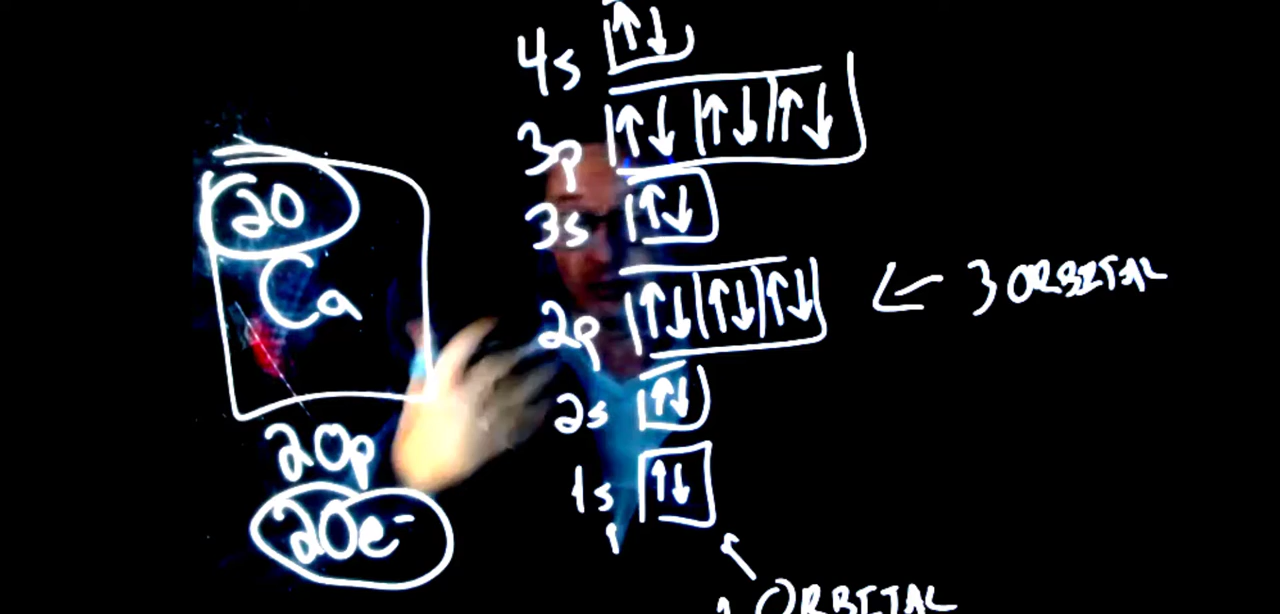 4s ↑↓
3p ↑↓ ↑↓ ↑↓
20
3s ↑↓
Ca
2p ↑↓ ↑↓ ↑↓ ← 3 ORBITAL
2s ↑↓
20p
1s ↑↓
20e⁻
ORBITAL